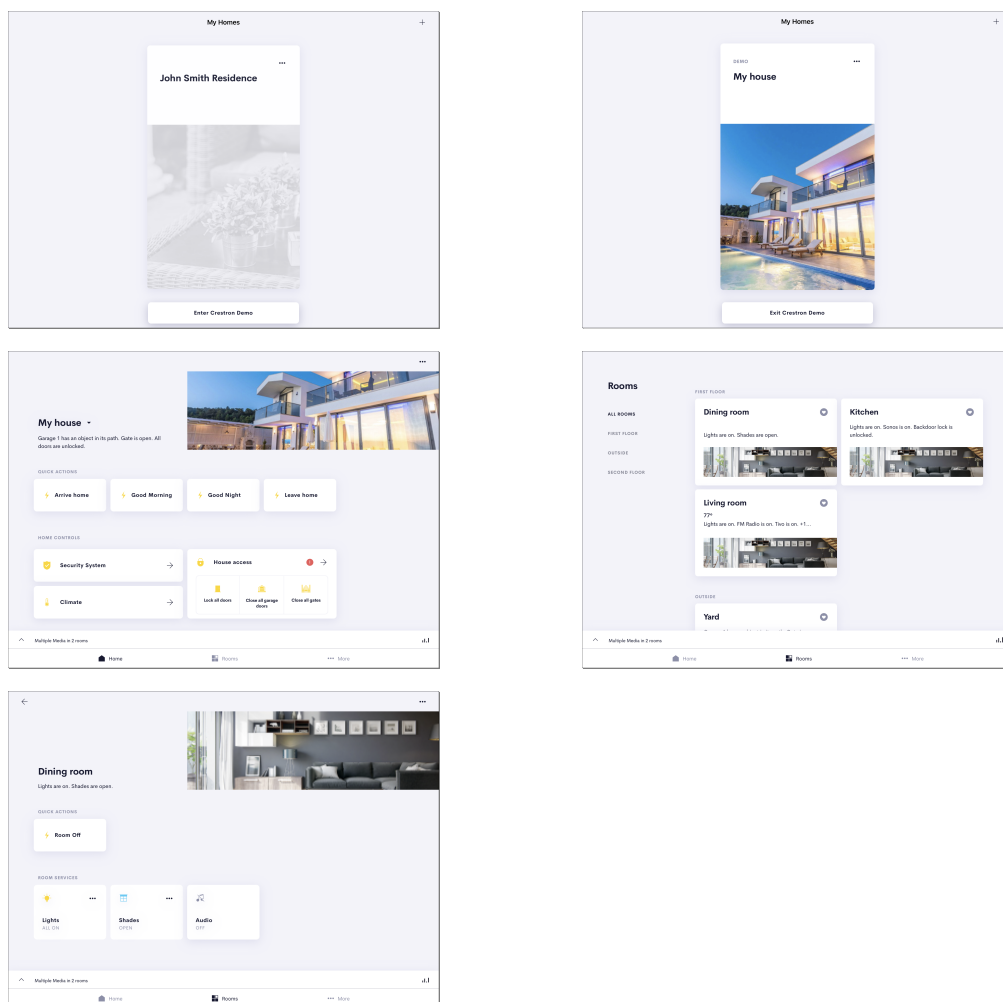 My Homes
John Smith Residence
Enter Crestron Demo
My Homes
DEMO
My house
Exit Crestron Demo
My house
Garage 1 has an object in its path. Gate is open. All
doors are unlocked.
QUICK ACTIONS
Arrive home
Good Morning
Good Night
Leave home
HOME CONTROLS
Security System
House access
Lock all doors
Close all garage
doors
Close all gates
Climate
Multiple Media in 2 rooms
Home
Rooms
More
Rooms
ALL ROOMS
FIRST FLOOR
OUTSIDE
SECOND FLOOR
FIRST FLOOR
Dining room
Lights are on. Shades are open.
Kitchen
Lights are on. Sonos is on. Backdoor lock is
unlocked.
Living room
77°
Lights are on. FM Radio is on. Tivo is on. +1...
OUTSIDE
Yard
Multiple Media in 2 rooms
Home
Rooms
More
Dining room
Lights are on. Shades are open.
QUICK ACTIONS
Room Off
ROOM SERVICES
Lights
ALL ON
Shades
OPEN
Audio
OFF
Multiple Media in 2 rooms
Home
Rooms
More